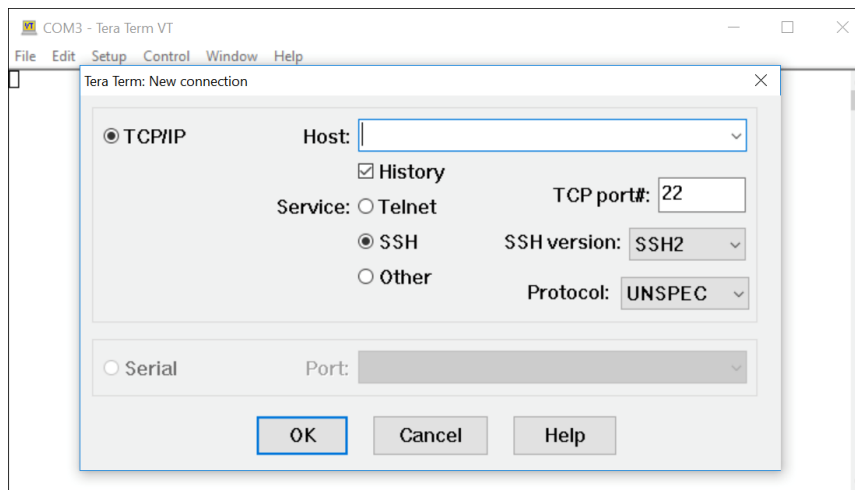 COM3 - Tera Term VT
File Edit Setup Control Window Help
Tera Term: New connection
TCP/IP
Host:
History
Service:
Telnet
TCP port#: 22
SSH
SSH version: SSH2
Other
Protocol: UNSPEC
Serial
Port:
OK Cancel Help